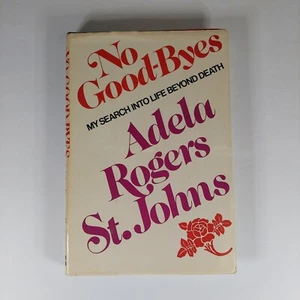 No
Good-Byes
MY SEARCH INTO LIFE BEYOND DEATH
Adela
Rogers
St. Johns